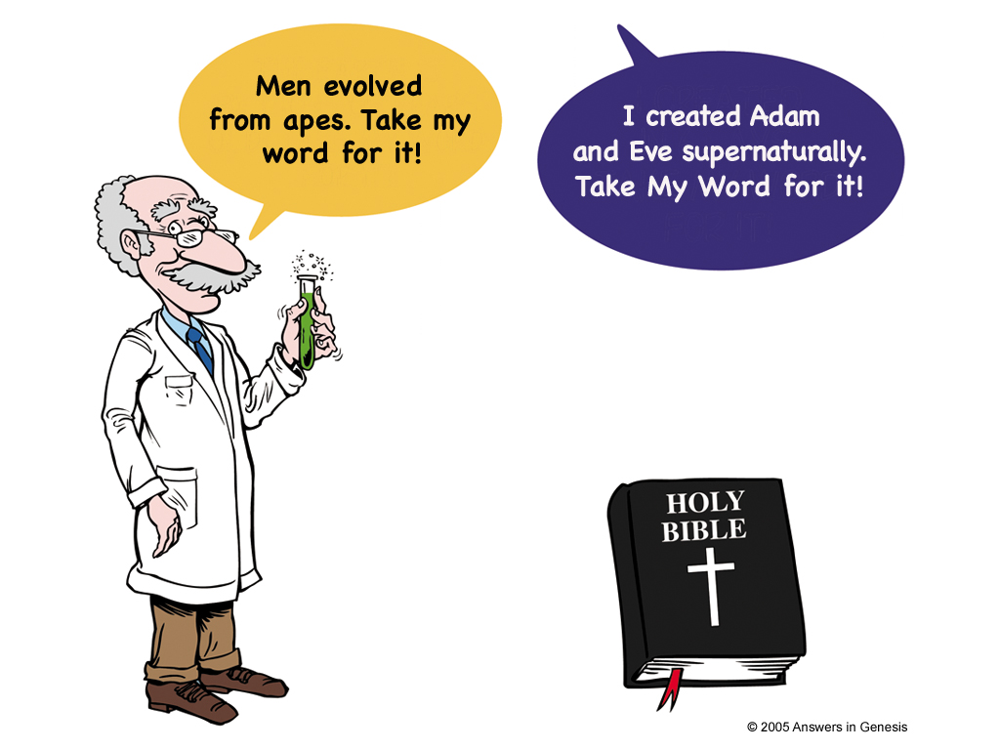 Men evolved
from apes. Take my
word for it!
I created Adam
and Eve supernaturally.
Take My Word for it!
HOLY
BIBLE
© 2005 Answers in Genesis